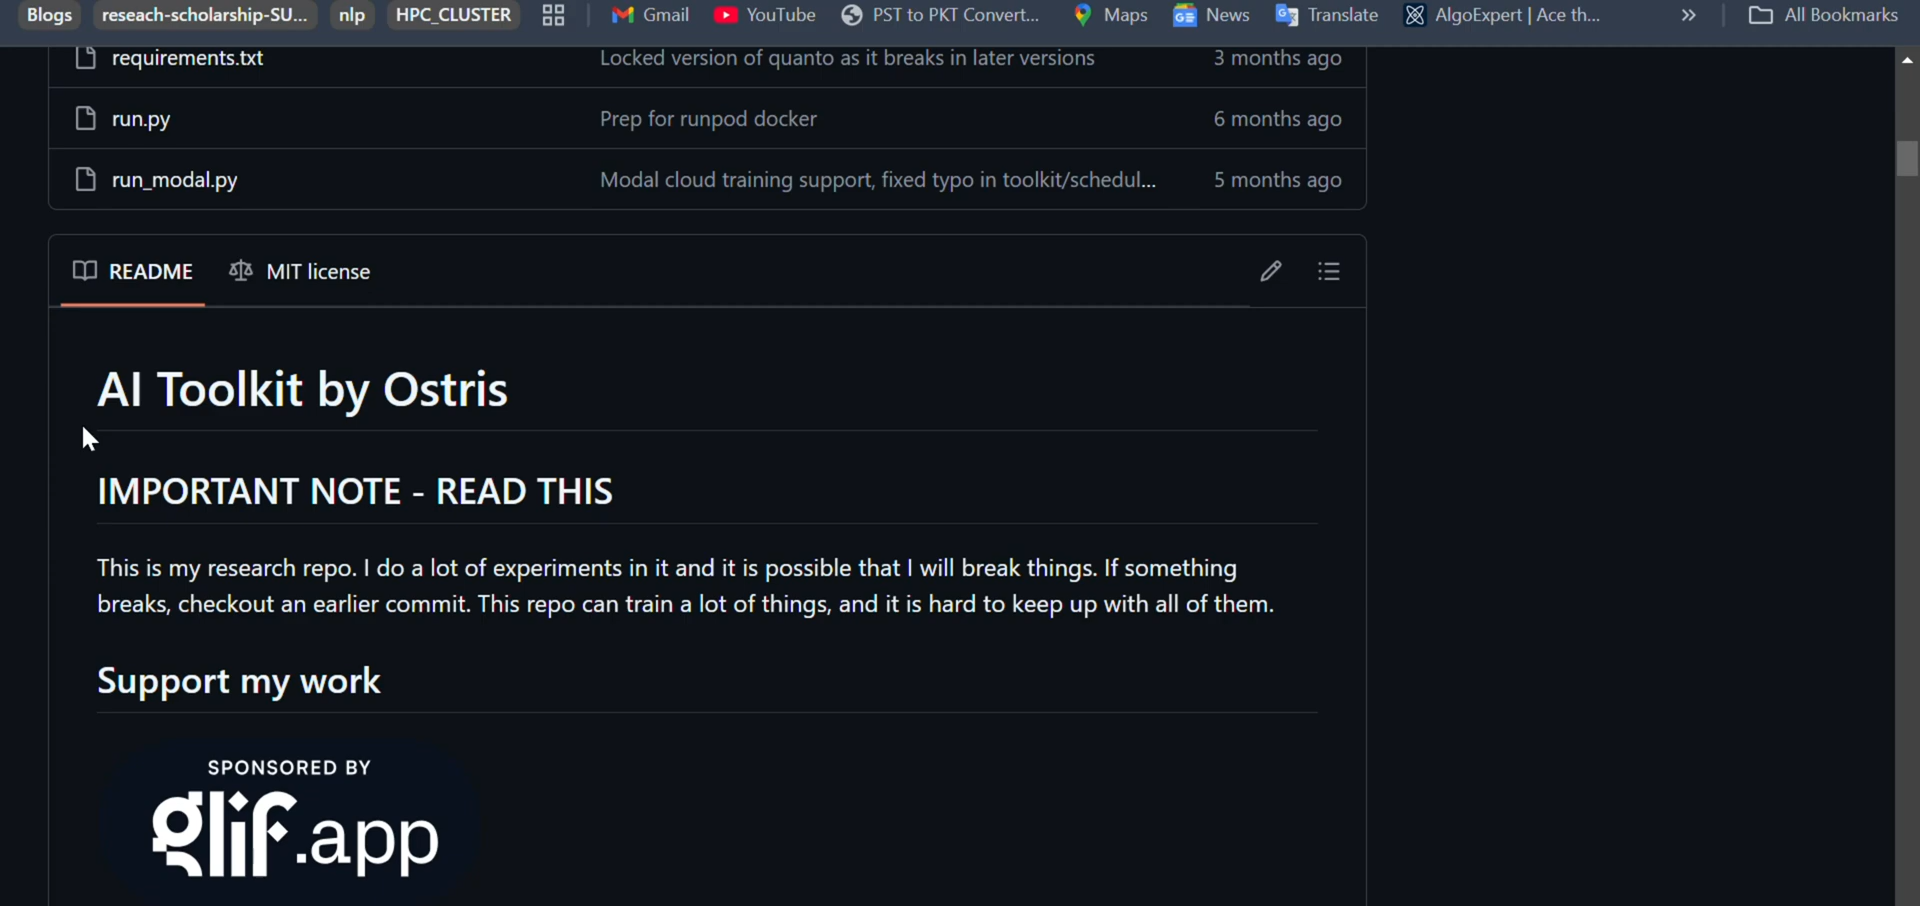 Blogs reseach-scholarship-SU... nlp HPC_CLUSTER Gmail YouTube PST to PKT Convert... Maps News Translate AlgoExpert | Ace th... » All Bookmarks
requirements.txt Locked version of quanto as it breaks in later versions 3 months ago
run.py Prep for runpod docker 6 months ago
run_modal.py Modal cloud training support, fixed typo in toolkit/schedul... 5 months ago
README MIT license
AI Toolkit by Ostris
IMPORTANT NOTE - READ THIS
This is my research repo. I do a lot of experiments in it and it is possible that I will break things. If something
breaks, checkout an earlier commit. This repo can train a lot of things, and it is hard to keep up with all of them.
Support my work
SPONSORED BY
glif.app